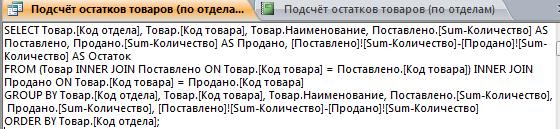 Подсчёт остатков товаров (по отдела...
Подсчёт остатков товаров (по отделам)
SELECT Товар.[Код отдела], Товар.[Код товара], Товар.Наименование, Поставлено.[Sum-Количество] AS
Поставлено, Продано.[Sum-Количество] AS Продано, [Поставлено]![Sum-Количество]-[Продано]![Sum-
Количество] AS Остаток
FROM (Товар INNER JOIN Поставлено ON Товар.[Код товара] = Поставлено.[Код товара]) INNER JOIN
Продано ON Товар.[Код товара] = Продано.[Код товара]
GROUP BY Товар.[Код отдела], Товар.[Код товара], Товар.Наименование, Поставлено.[Sum-Количество],
Продано.[Sum-Количество], [Поставлено]![Sum-Количество]-[Продано]![Sum-Количество]
ORDER BY Товар.[Код отдела];